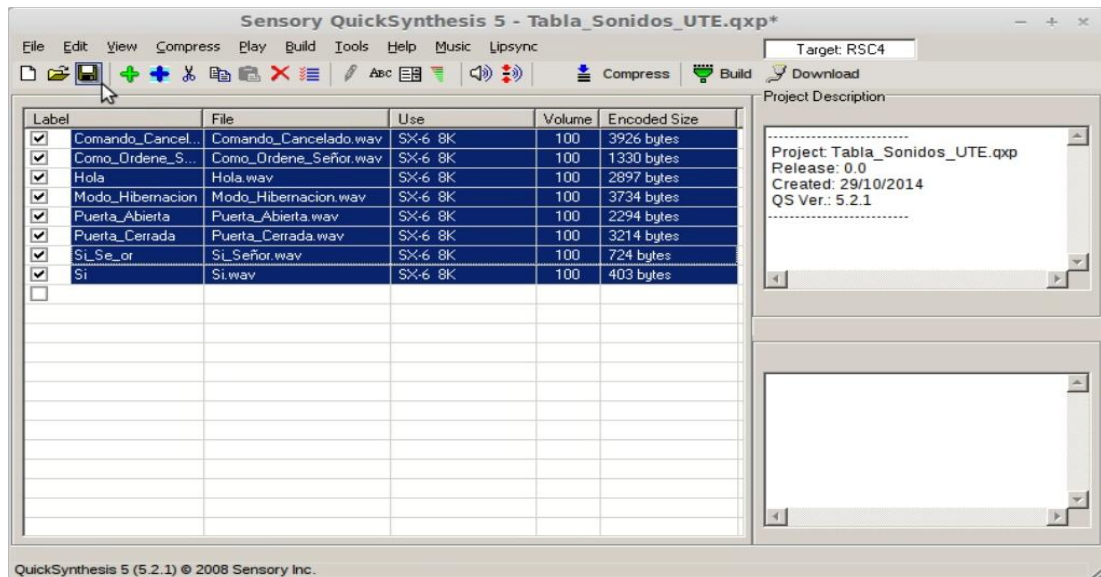 Sensory QuickSynthesis 5 - Tabla_Sonidos_UTE.qxp*
File Edit View Compress Play Build Tools Help Music Lipsync
Target: RSC4
ABC Compress Build Download
Project Description
Label File Use Volume Encoded Size
Comando_Cancel... Comando_Cancelado.wav SX-6 8K 100 3926 bytes
Como_Ordene_S... Como_Ordene_Señor.wav SX-6 8K 100 1330 bytes
Hola Hola.wav SX-6 8K 100 2897 bytes
Modo_Hibernacion Modo_Hibernacion.wav SX-6 8K 100 3734 bytes
Puerta_Abierta Puerta_Abierta.wav SX-6 8K 100 2294 bytes
Puerta_Cerrada Puerta_Cerrada.wav SX-6 8K 100 3214 bytes
Si_Se_or Si_Señor.wav SX-6 8K 100 724 bytes
Si Si.wav SX-6 8K 100 403 bytes
--------------------------
Project: Tabla_Sonidos_UTE.qxp
Release: 0.0
Created: 29/10/2014
QS Ver.: 5.2.1
--------------------------
QuickSynthesis 5 (5.2.1) © 2008 Sensory Inc.